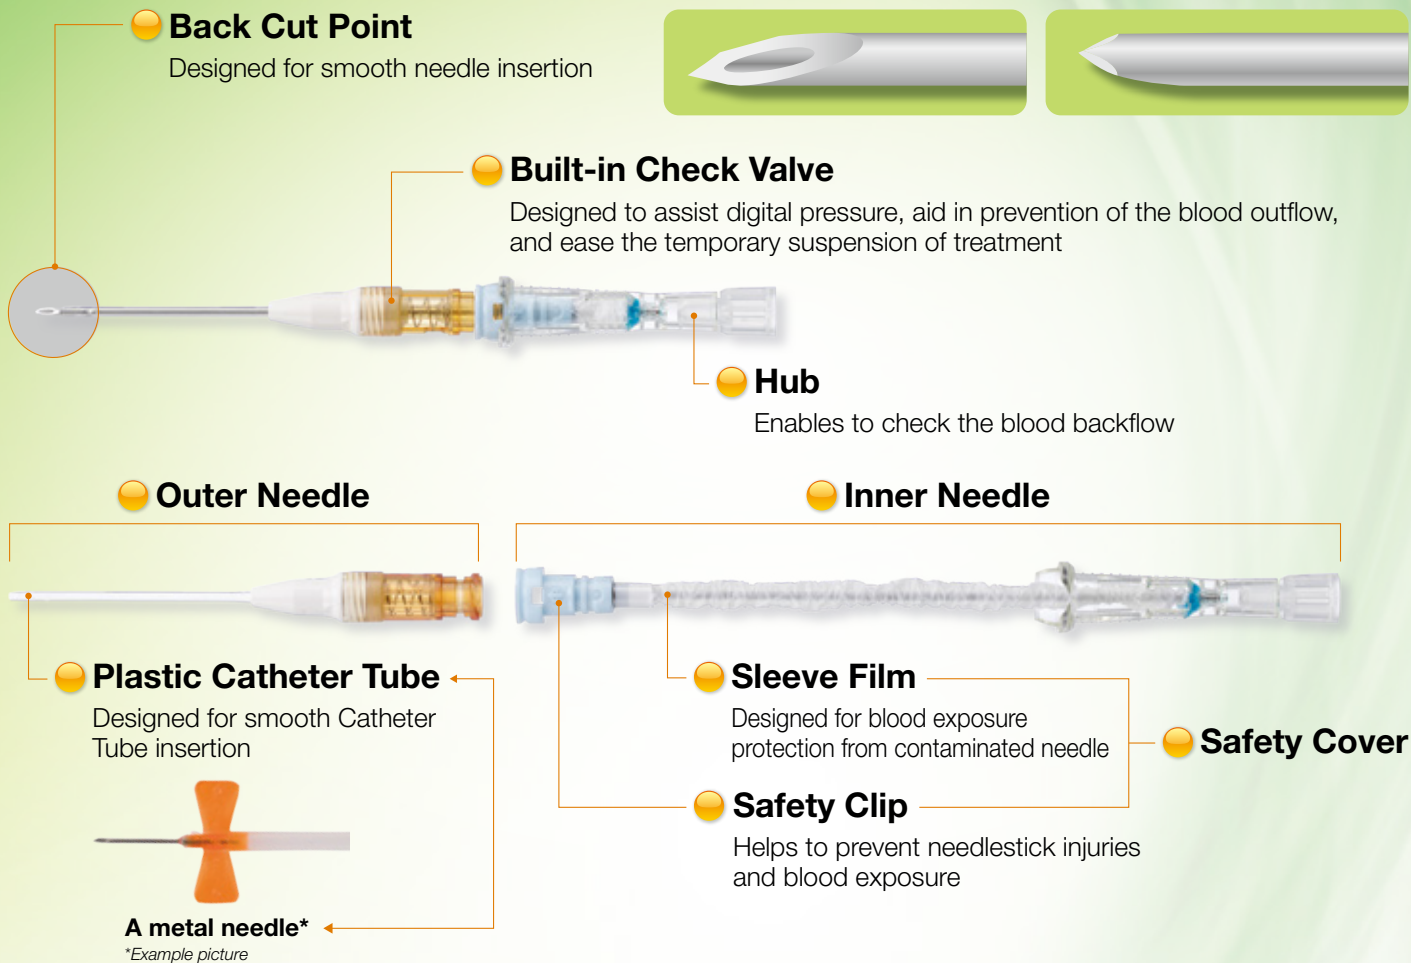 Back Cut Point
Designed for smooth needle insertion
Built-in Check Valve
Designed to assist digital pressure, aid in prevention of the blood outflow,
and ease the temporary suspension of treatment
Hub
Enables to check the blood backflow
Outer Needle
Inner Needle
Plastic Catheter Tube
Designed for smooth Catheter
Tube insertion
Sleeve Film
Designed for blood exposure
protection from contaminated needle
Safety Cover
Safety Clip
Helps to prevent needlestick injuries
and blood exposure
A metal needle*
*Example picture